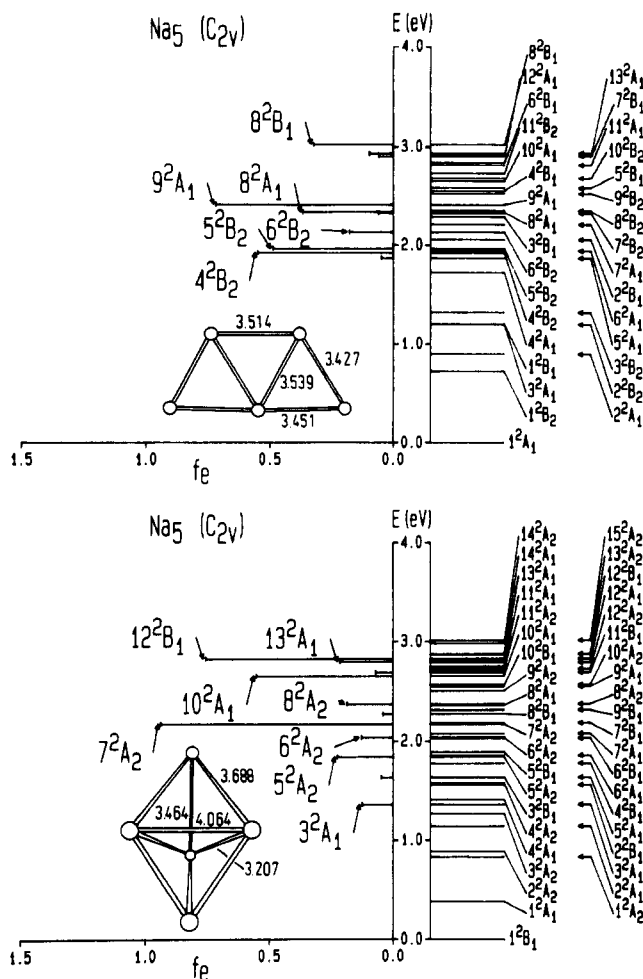 Na5 (C2v)
E (eV)
4.0
3.0
2.0
1.0
0.0
8²B1
9²A1
8²A1
5²B2
6²B2
4²B2
3.514
3.427
3.539
3.451
1.5
1.0
0.5
0.0
fe
8²B1
12²A1
6²B1
11²B2
10²A1
4²B1
9²A1
8²A1
3²B1
6²B2
5²B2
4²B2
4²A1
1²B1
3²A1
1²B2
1²A1
13²A1
7²B1
11²A1
10²B2
5²B1
9²B2
8²B2
7²B2
7²A1
2²B1
6²A1
5²A1
3²B2
2²B2
2²A1
Na5 (C2v)
E (eV)
4.0
3.0
2.0
1.0
0.0
12²B1
13²A1
10²A1
8²A2
7²A2
6²A2
5²A2
3²A1
3.688
3.464
4.064
3.207
1.5
1.0
0.5
0.0
fe
14²A2
14²A1
13²A1
11²A1
11²A2
10²A1
10²B1
9²A2
8²A1
8²B1
7²A2
6²A2
5²B1
5²A2
3²B1
4²A2
4²A1
3²A2
2²A2
1²A1
1²B1
15²A2
13²A2
12²B1
12²A2
12²A1
11²B1
10²A2
9²A1
8²A2
9²B1
7²B1
7²A1
6²A1
4²B1
5²A1
2²B1
3²A1
2²A1
1²A2